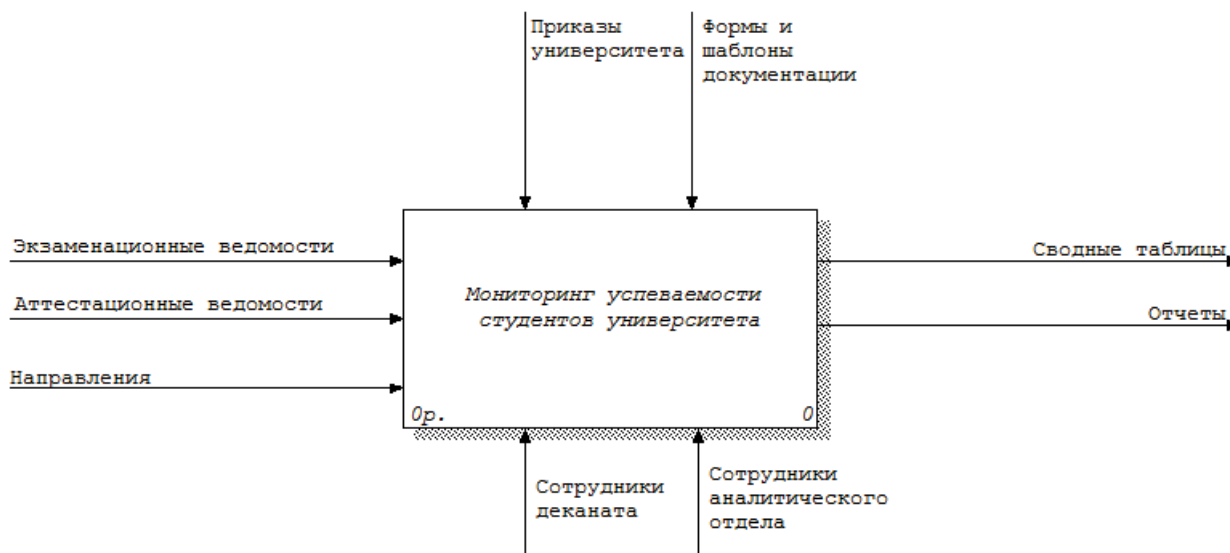 Приказы
университета
Формы и
шаблоны
документации
Экзаменационные ведомости
Аттестационные ведомости
Направления
Мониторинг успеваемости
студентов университета
0р.
0
Сводные таблицы
Отчеты
Сотрудники
деканата
Сотрудники
аналитического
отдела